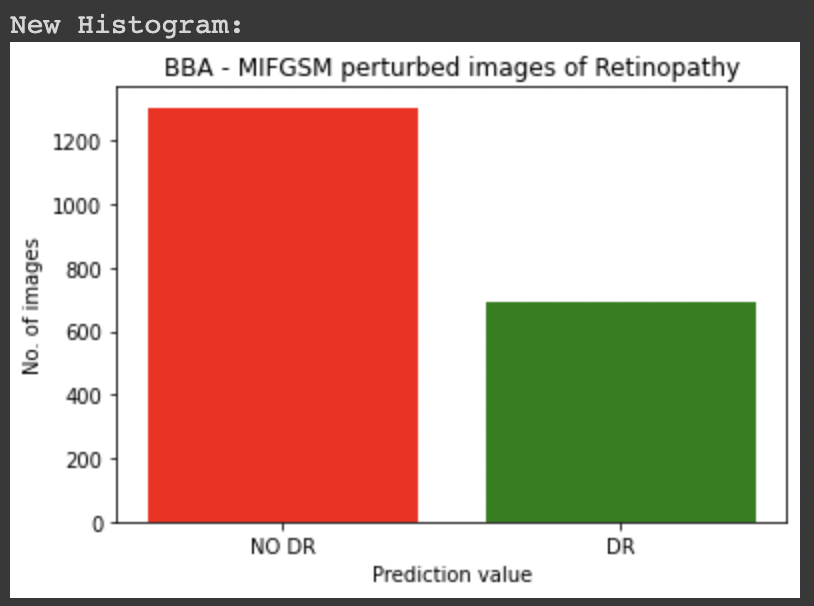 New Histogram:
BBA - MIFGSM perturbed images of Retinopathy
No. of images
1200
1000
800
600
400
200
0
NO DR DR
Prediction value